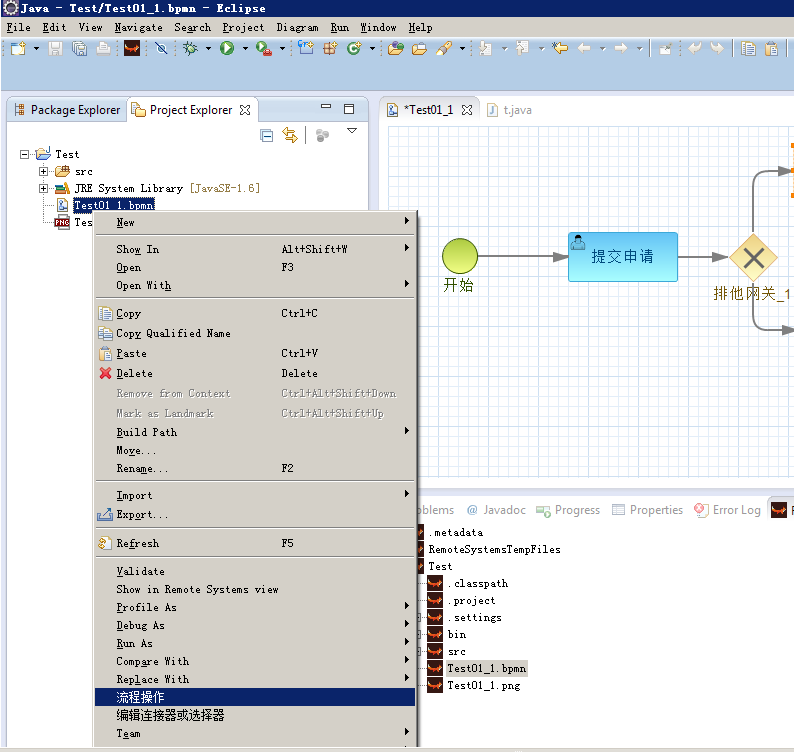 Java - Test/Test01_1.bpmn - Eclipse
File Edit View Navigate Search Project Diagram Run Window Help
Package Explorer Project Explorer
*Test01_1 t.java
Test
src
JRE System Library [JavaSE-1.6]
Test01_1.bpmn
PNG Tes
New
Show In Alt+Shift+W
Open F3
Open With
Copy Ctrl+C
Copy Qualified Name
Paste Ctrl+V
Delete Delete
Remove from Context Ctrl+Alt+Shift+Down
Mark as Landmark Ctrl+Alt+Shift+Up
Build Path
Move...
Rename... F2
Import
Export...
Refresh F5
Validate
Show in Remote Systems view
Profile As
Debug As
Run As
Compare With
Replace With
流程操作
编辑连接器或选择器
Team
开始
提交申请
排他网关_1
oblems Javadoc Progress Properties Error Log
.metadata
RemoteSystemsTempFiles
Test
.classpath
.project
.settings
bin
src
Test01_1.bpmn
Test01_1.png